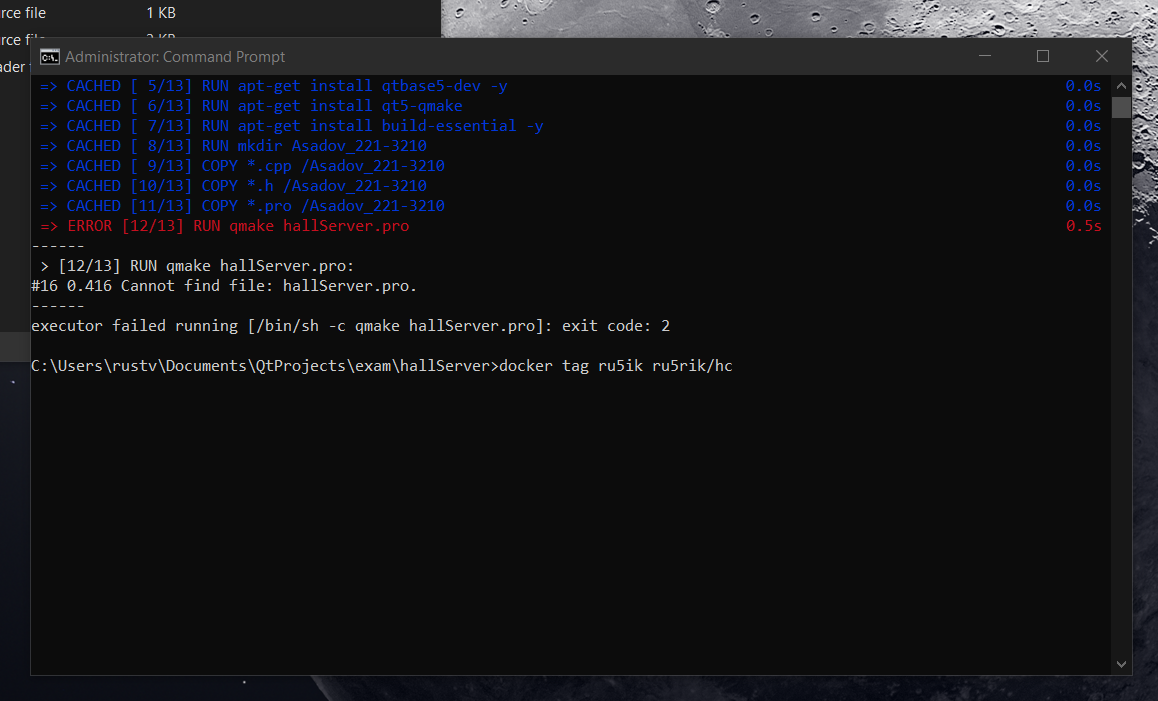 rce file 1 KB
rce file 2 KB
ader
Administrator: Command Prompt
=> CACHED [ 5/13] RUN apt-get install qtbase5-dev -y 0.0s
=> CACHED [ 6/13] RUN apt-get install qt5-qmake 0.0s
=> CACHED [ 7/13] RUN apt-get install build-essential -y 0.0s
=> CACHED [ 8/13] RUN mkdir Asadov_221-3210 0.0s
=> CACHED [ 9/13] COPY *.cpp /Asadov_221-3210 0.0s
=> CACHED [10/13] COPY *.h /Asadov_221-3210 0.0s
=> CACHED [11/13] COPY *.pro /Asadov_221-3210 0.0s
=> ERROR [12/13] RUN qmake hallServer.pro 0.5s
------
> [12/13] RUN qmake hallServer.pro:
#16 0.416 Cannot find file: hallServer.pro.
------
executor failed running [/bin/sh -c qmake hallServer.pro]: exit code: 2
C:\Users\rustv\Documents\QtProjects\exam\hallServer>docker tag ru5ik ru5rik/hc